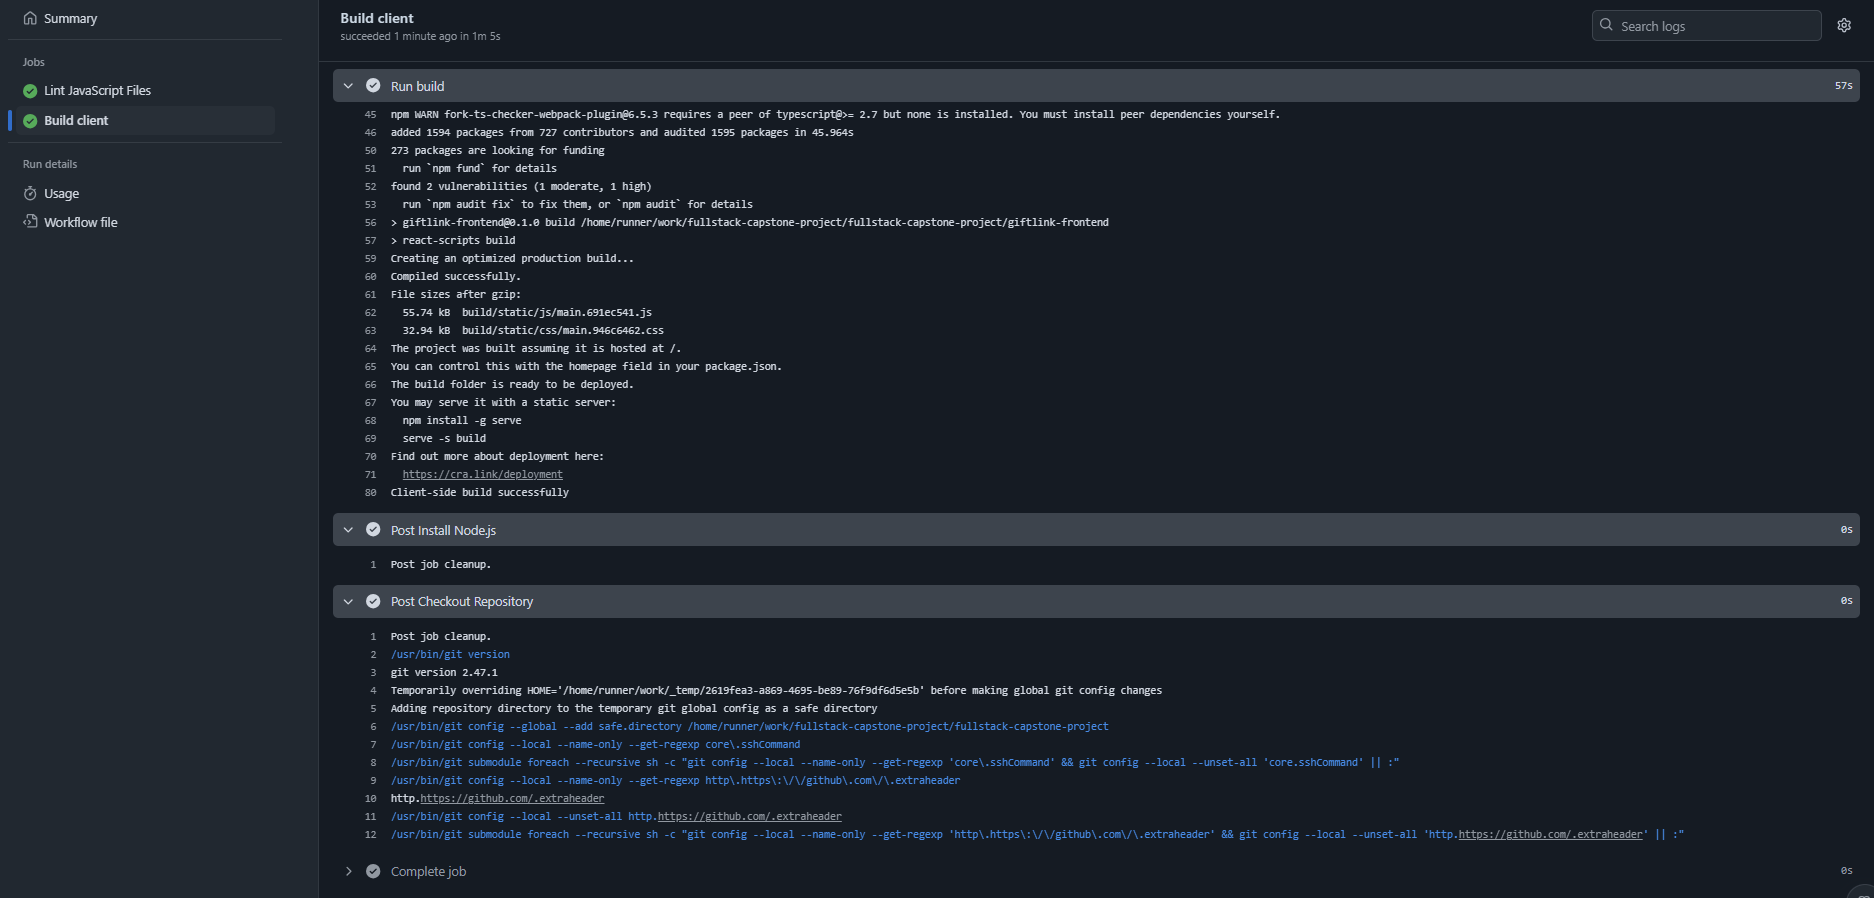 Summary
Jobs
Lint JavaScript Files
Build client
Run details
Usage
Workflow file
Build client
succeeded 1 minute ago in 1m 5s
Search logs
Run build 57s
45 npm WARN fork-ts-checker-webpack-plugin@6.5.3 requires a peer of typescript@>= 2.7 but none is installed. You must install peer dependencies yourself.
46 added 1594 packages from 727 contributors and audited 1595 packages in 45.964s
50 273 packages are looking for funding
51 run `npm fund` for details
52 found 2 vulnerabilities (1 moderate, 1 high)
53 run `npm audit fix` to fix them, or `npm audit` for details
56 > giftlink-frontend@0.1.0 build /home/runner/work/fullstack-capstone-project/fullstack-capstone-project/giftlink-frontend
57 > react-scripts build
59 Creating an optimized production build...
60 Compiled successfully.
61 File sizes after gzip:
62 55.74 kB build/static/js/main.691ec541.js
63 32.94 kB build/static/css/main.946c6462.css
64 The project was built assuming it is hosted at /.
65 You can control this with the homepage field in your package.json.
66 The build folder is ready to be deployed.
67 You may serve it with a static server:
68 npm install -g serve
69 serve -s build
70 Find out more about deployment here:
71 https://cra.link/deployment
80 Client-side build successfully
Post Install Node.js 0s
1 Post job cleanup.
Post Checkout Repository 0s
1 Post job cleanup.
2 /usr/bin/git version
3 git version 2.47.1
4 Temporarily overriding HOME='/home/runner/work/_temp/2619fea3-a869-4695-be89-76f9df6d5e5b' before making global git config changes
5 Adding repository directory to the temporary git global config as a safe directory
6 /usr/bin/git config --global --add safe.directory /home/runner/work/fullstack-capstone-project/fullstack-capstone-project
7 /usr/bin/git config --local --name-only --get-regexp core\.sshCommand
8 /usr/bin/git submodule foreach --recursive sh -c "git config --local --name-only --get-regexp 'core\.sshCommand' && git config --local --unset-all 'core.sshCommand' || :"
9 /usr/bin/git config --local --name-only --get-regexp http\.https\:\/\/github\.com\/\.extraheader
10 http.https://github.com/.extraheader
11 /usr/bin/git config --local --unset-all http.https://github.com/.extraheader
12 /usr/bin/git submodule foreach --recursive sh -c "git config --local --name-only --get-regexp 'http\.https\:\/\/github\.com\/\.extraheader' && git config --local --unset-all 'http.https://github.com/.extraheader' || :"
Complete job 0s